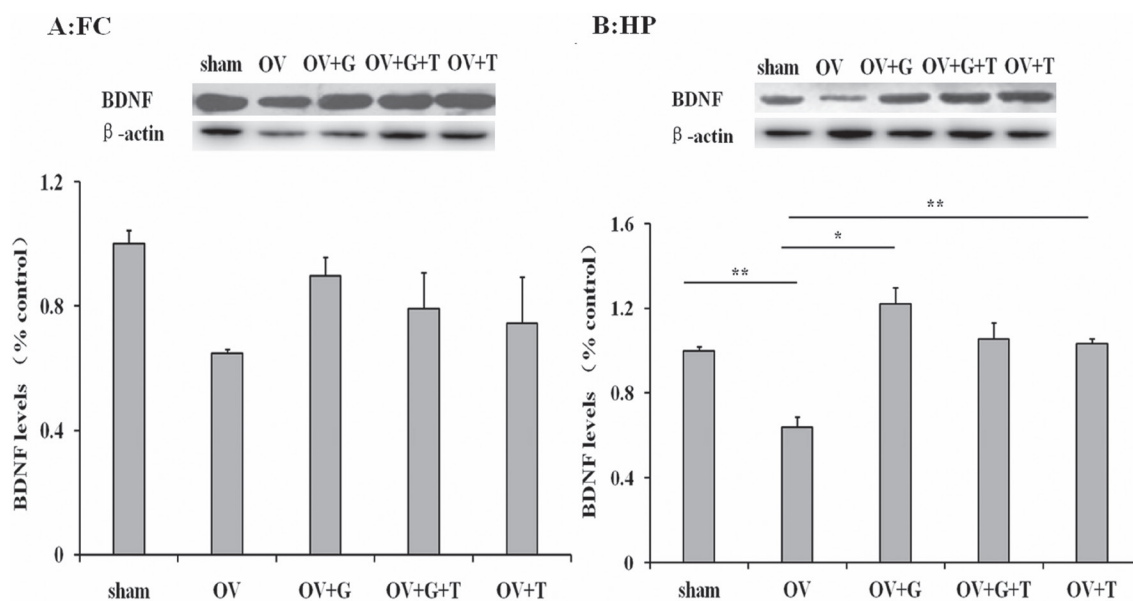 A:FC
sham OV OV+G OV+G+T OV+T
BDNF
β-actin
BDNF levels （% control）
1.2
0.8
0.4
0
sham OV OV+G OV+G+T OV+T
B:HP
sham OV OV+G OV+G+T OV+T
BDNF
β-actin
BDNF levels （% control）
1.6
1.2
0.8
0.4
0
**
*
**
sham OV OV+G OV+G+T OV+T